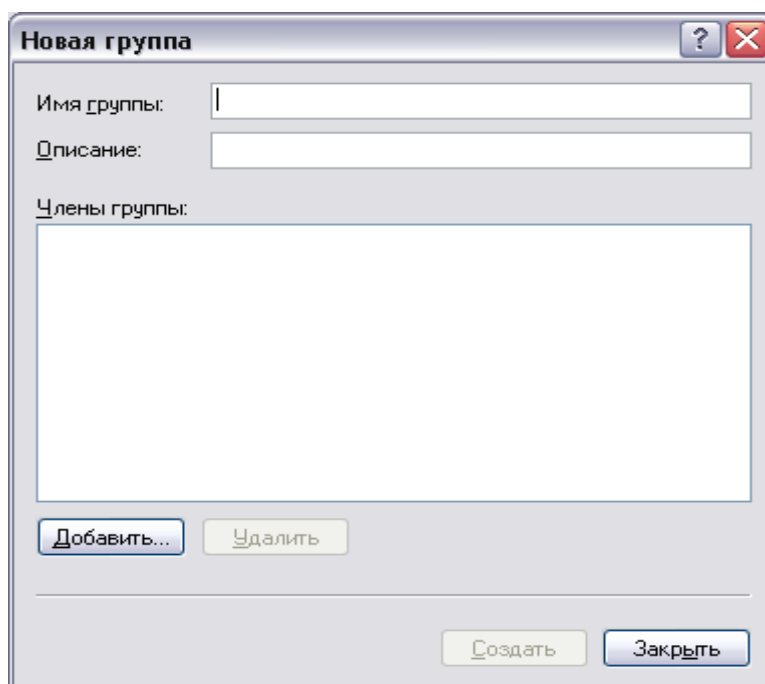 Новая группа
Имя группы:
Описание:
Члены группы:
Добавить... Удалить
Создать Закрыть